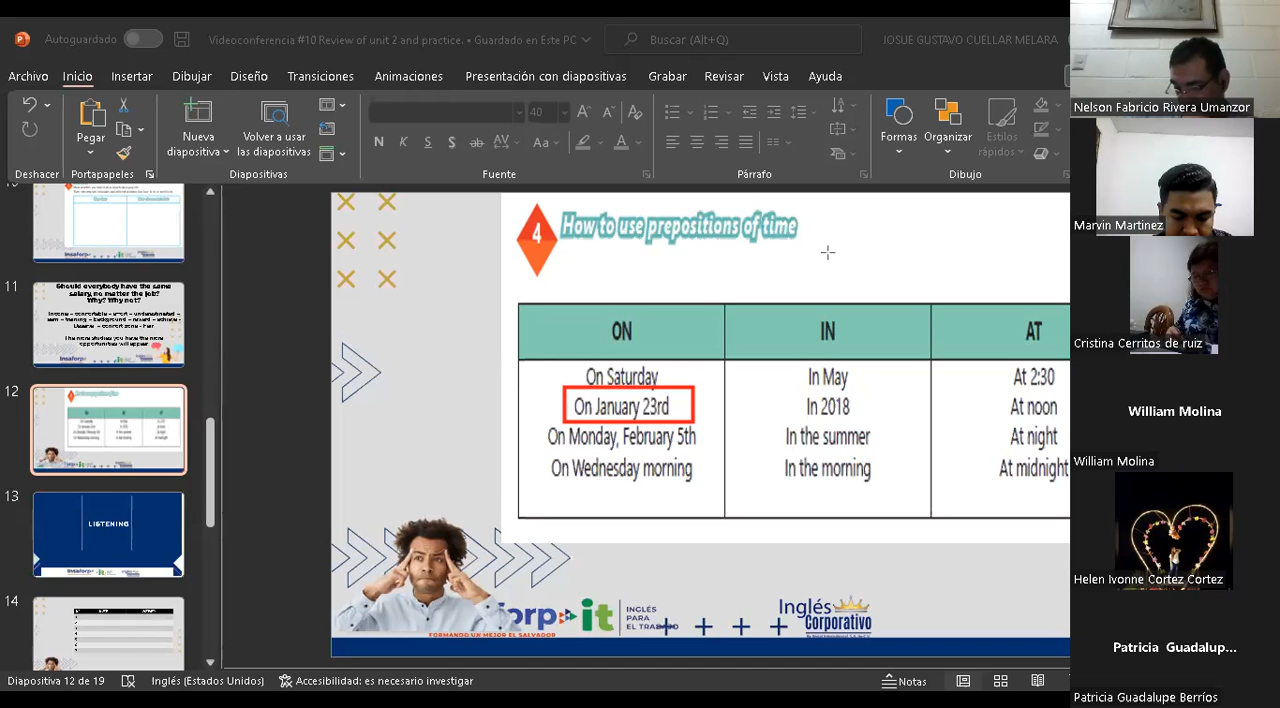 Autoguardado
Videoconferencia #10 Review of unit 2 and practice. • Guardado en Este PC
Buscar (Alt+Q)
JOSUE GUSTAVO CUELLAR MELARA
Archivo Inicio Insertar Dibujar Diseño Transiciones Animaciones Presentación con diapositivas Grabar Revisar Vista Ayuda
Pegar
Nueva diapositiva
Volver a usar las diapositivas
40
N K S S ab AV Aa A
Formas Organizar Estilos rápidos
Deshacer Portapapeles Diapositivas Fuente Párrafo Dibujo
11
Should everybody have the same
salary, no matter the job?
Why? Why not?
12
13
LISTENING
14
4
How to use prepositions of time
ON IN AT
On Saturday In May At 2:30
On January 23rd In 2018 At noon
On Monday, February 5th In the summer At night
On Wednesday morning In the morning At midnight
orp it
INGLÉS
PARA
EL TRABAJO
Inglés
Corporativo
FORMANDO UN MEJOR EL SALVADOR
Diapositiva 12 de 19 Inglés (Estados Unidos) Accesibilidad: es necesario investigar Notas
Nelson Fabricio Rivera Umanzor
Marvin Martinez
Cristina Cerritos de ruiz
William Molina
William Molina
Helen Ivonne Cortez Cortez
Patricia Guadalup...
Patricia Guadalupe Berríos